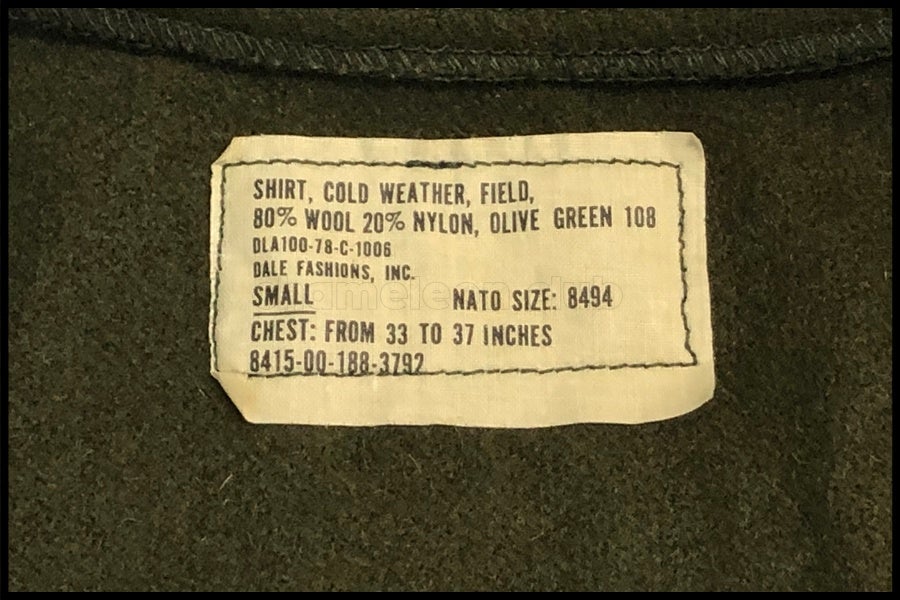 SHIRT, COLD WEATHER, FIELD,
80% WOOL 20% NYLON, OLIVE GREEN 108
DLA100-78-C-1006
DALE FASHIONS, INC.
SMALL NATO SIZE: 8494
CHEST: FROM 33 TO 37 INCHES
8415-00-188-3792